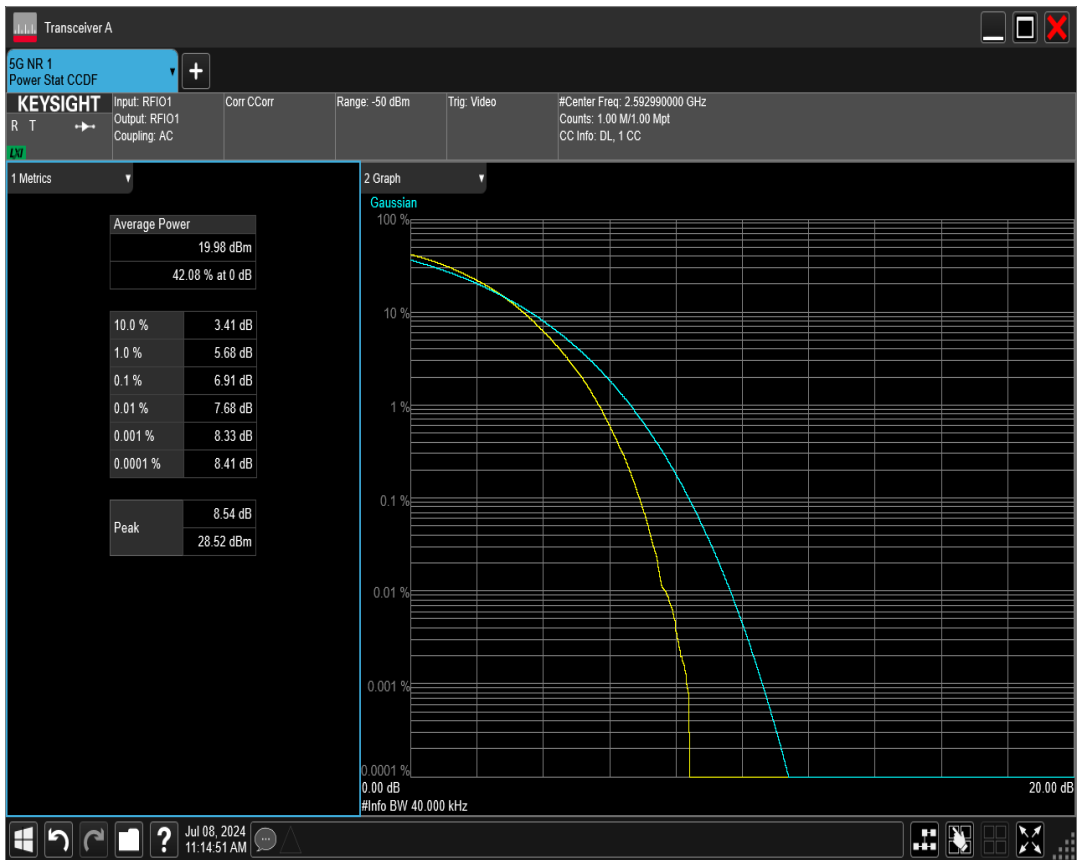 Transceiver A
5G NR 1
Power Stat CCDF
KEYSIGHT
R T
LXI
Input: RFIO1
Output: RFIO1
Coupling: AC
Corr CCorr
Range: -50 dBm
Trig: Video
#Center Freq: 2.592990000 GHz
Counts: 1.00 M/1.00 Mpt
CC Info: DL, 1 CC
1 Metrics
Average Power
19.98 dBm
42.08 % at 0 dB
10.0 % 3.41 dB
1.0 % 5.68 dB
0.1 % 6.91 dB
0.01 % 7.68 dB
0.001 % 8.33 dB
0.0001 % 8.41 dB
Peak
8.54 dB
28.52 dBm
2 Graph
Gaussian
100 %
10 %
1 %
0.1 %
0.01 %
0.001 %
0.0001 %
0.00 dB 20.00 dB
#Info BW 40.000 kHz
?
Jul 08, 2024
11:14:51 AM